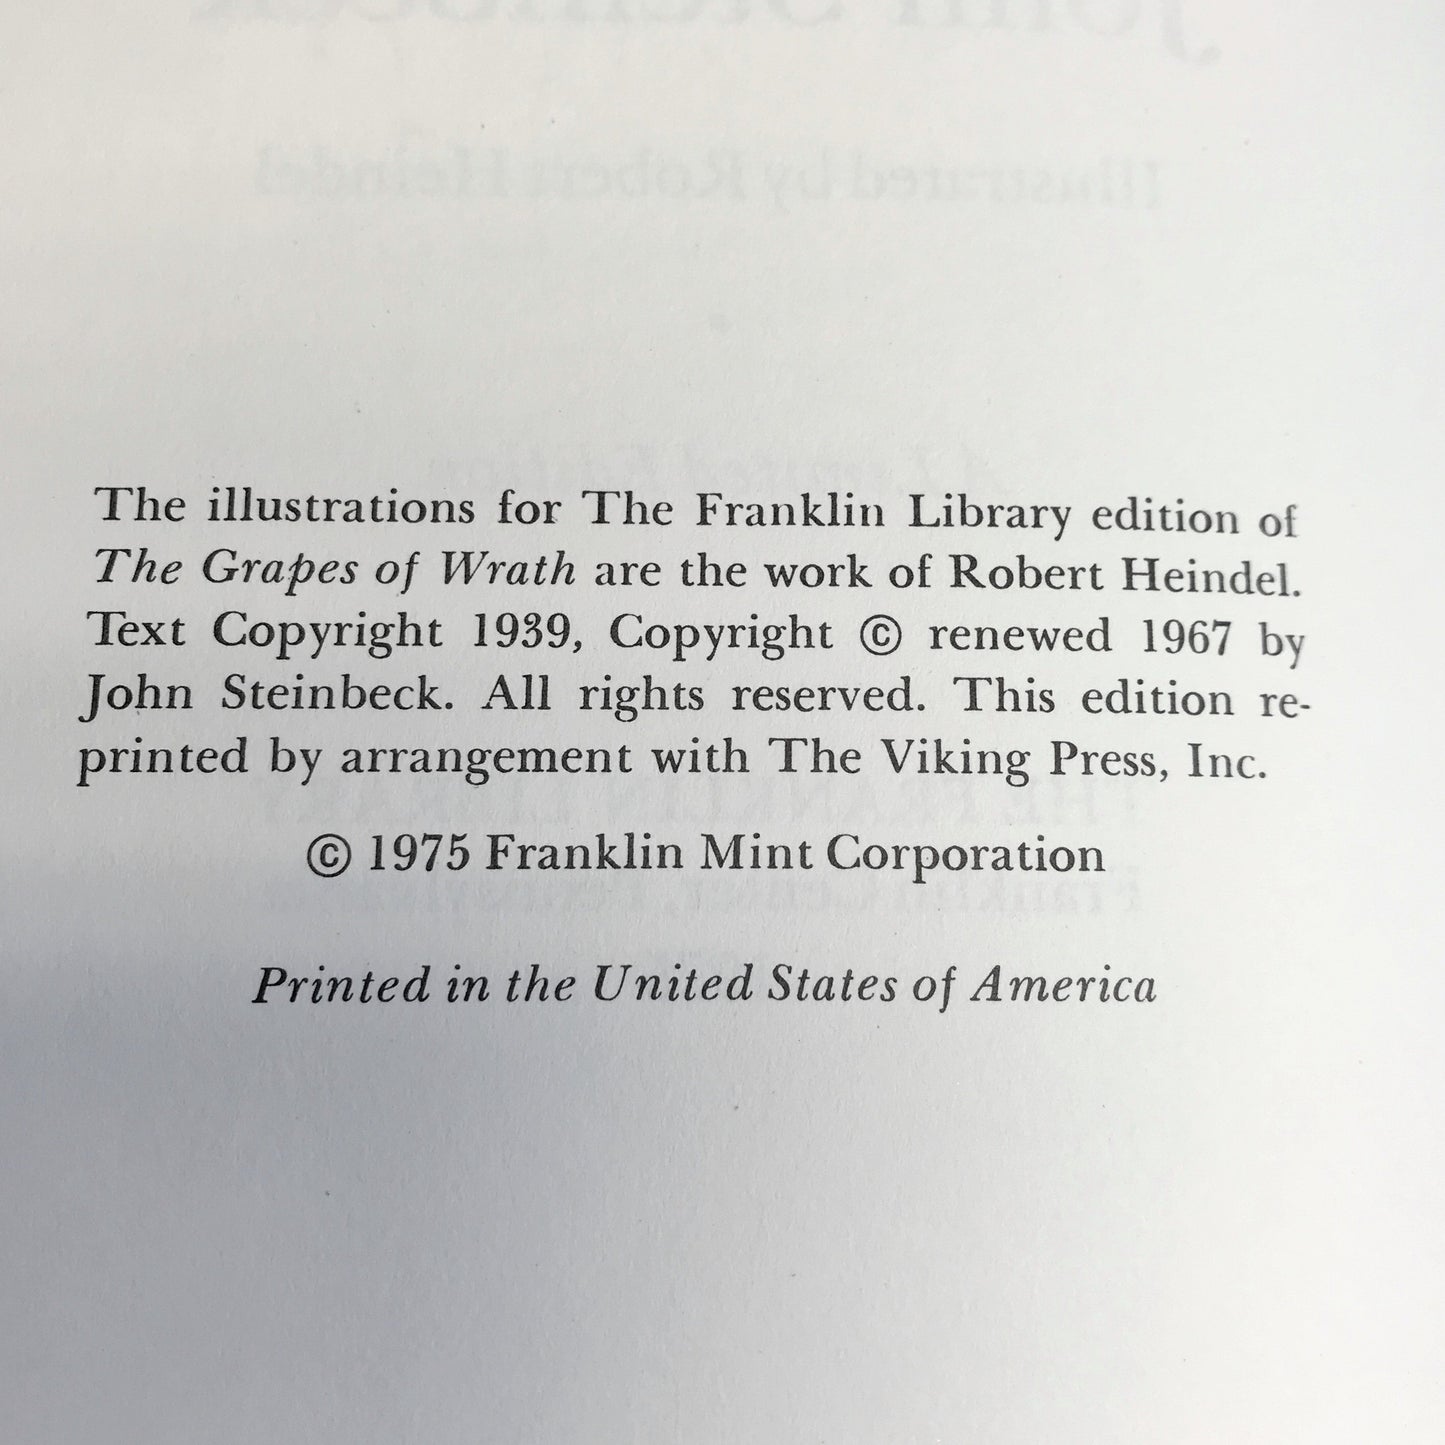 The illustrations for The Franklin Library edition of
The Grapes of Wrath are the work of Robert Heindel.
Text Copyright 1939, Copyright © renewed 1967 by
John Steinbeck. All rights reserved. This edition re-
printed by arrangement with The Viking Press, Inc.
© 1975 Franklin Mint Corporation
Printed in the United States of America